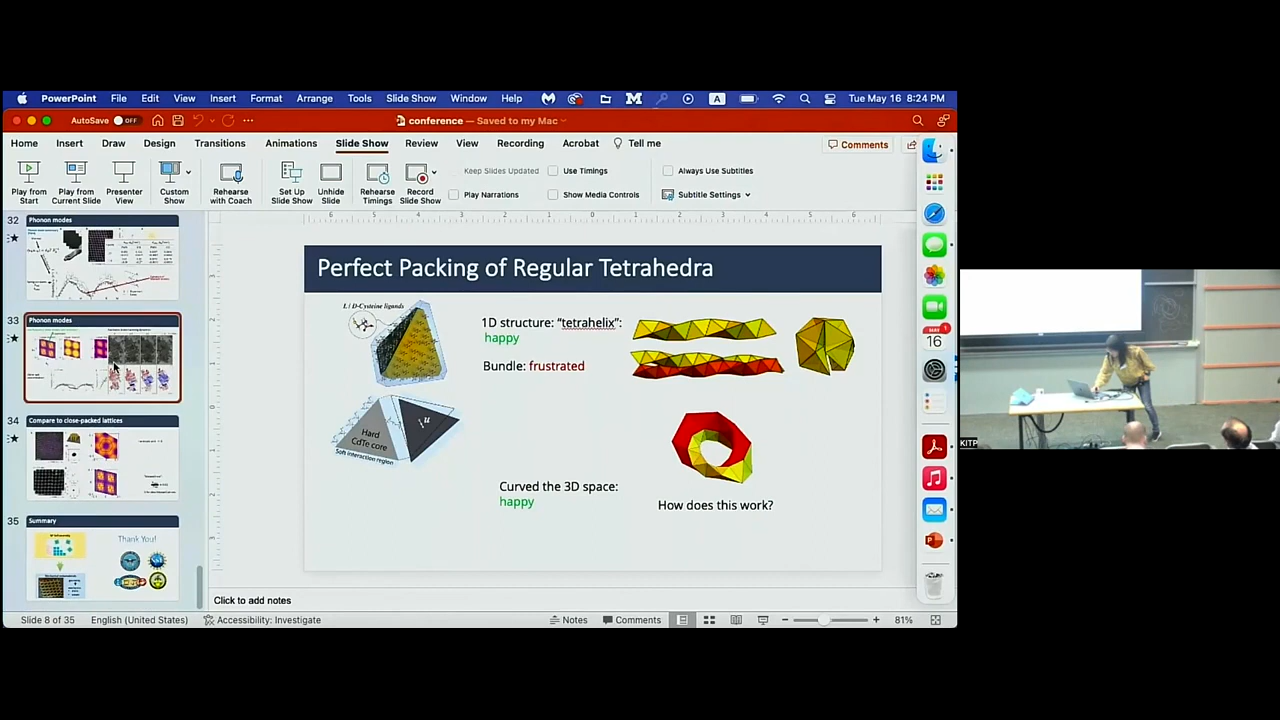 PowerPoint File Edit View Insert Format Arrange Tools Slide Show Window Help A Tue May 16 8:24 PM
AutoSave OFF conference — Saved to my Mac
Home Insert Draw Design Transitions Animations Slide Show Review View Recording Acrobat Tell me Comments
Play from Start
Play from Current Slide
Presenter View
Custom Show
Rehearse with Coach
Set Up Slide Show
Unhide Slide
Rehearse Timings
Record Slide Show
Keep Slides Updated Use Timings Always Use Subtitles
Play Narrations Show Media Controls Subtitle Settings
32 Phonon modes
33 Phonon modes
34 Compare to close-packed lattices
35 Summary
Thank You!
Perfect Packing of Regular Tetrahedra
L / D-Cysteine ligands
1D structure: “tetrahelix”:
happy
Bundle: frustrated
Hard
CdTe core
u
Soft interaction region
Curved the 3D space:
happy
How does this work?
MAY
16
KITP
Click to add notes
Slide 8 of 35 English (United States) Accessibility: Investigate Notes Comments 81%